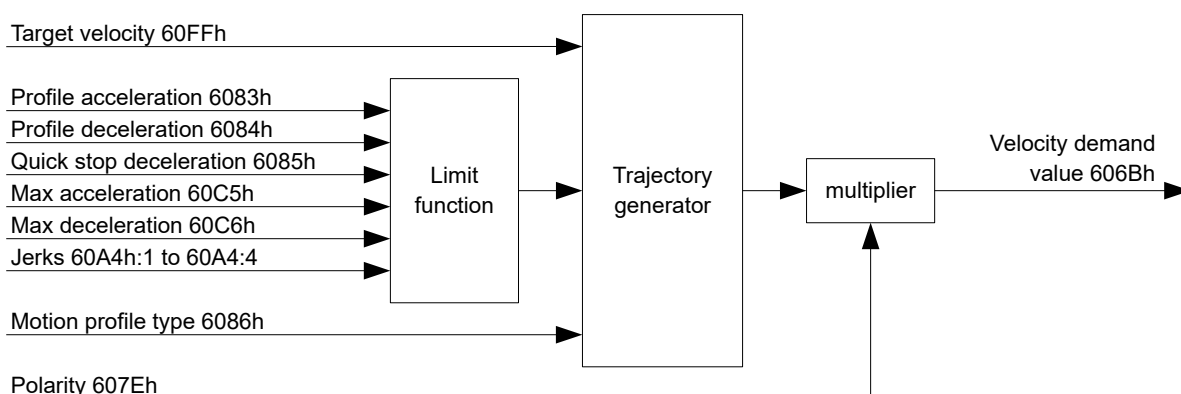 Target velocity 60FFh
Profile acceleration 6083h
Profile deceleration 6084h
Quick stop deceleration 6085h
Max acceleration 60C5h
Max deceleration 60C6h
Jerks 60A4h:1 to 60A4:4
Limit
function
Motion profile type 6086h
Trajectory
generator
multiplier
Velocity demand
value 606Bh
Polarity 607Eh